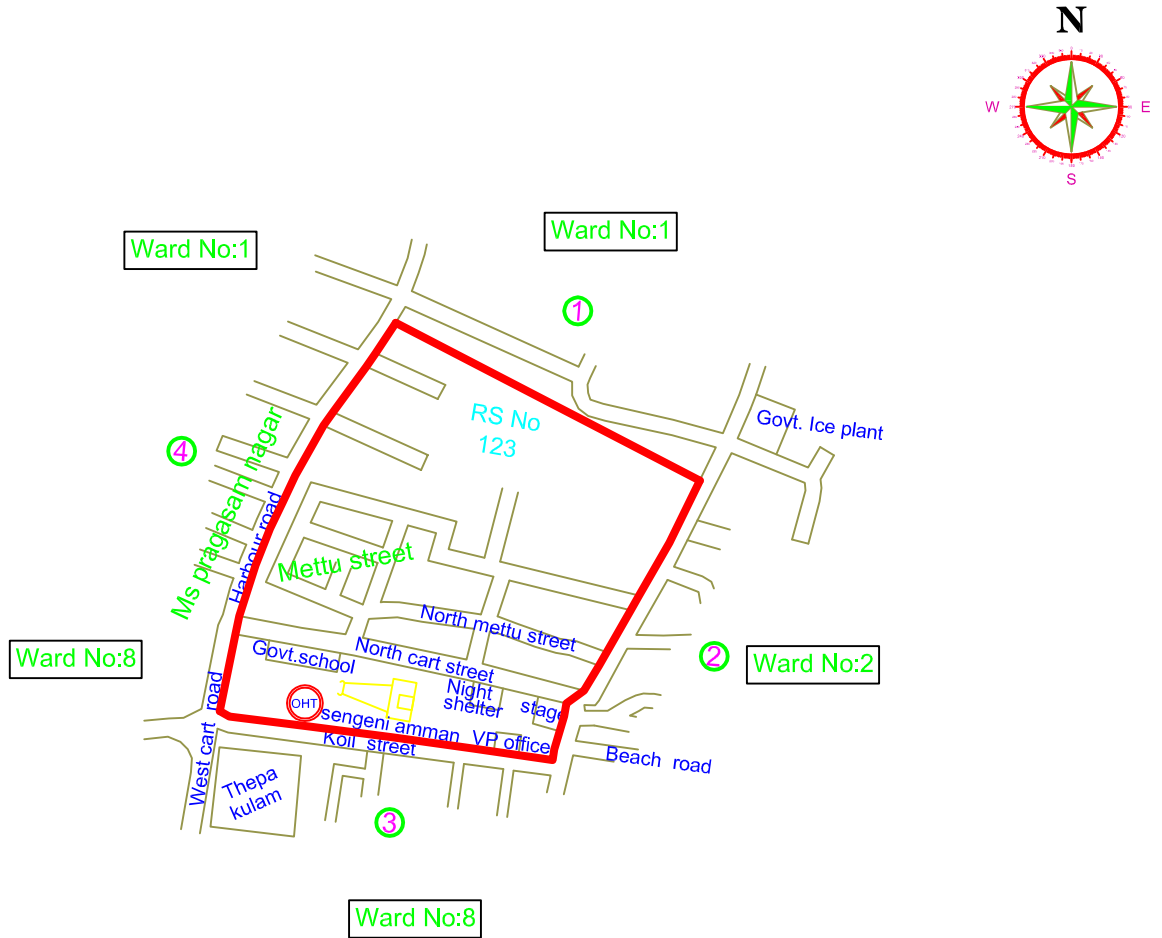 N
W
E
S
Ward No:1
Ward No:1
1
RS No
123
Govt. Ice plant
4
Ms pragasam nagar
Harbour road
Mettu street
North mettu street
North cart street
Govt.school
2
Ward No:8
Ward No:2
Night
shelter
stage
OHT
sengeni amman
VP office
Koil street
Beach road
West cart road
Thepa
kulam
3
Ward No:8